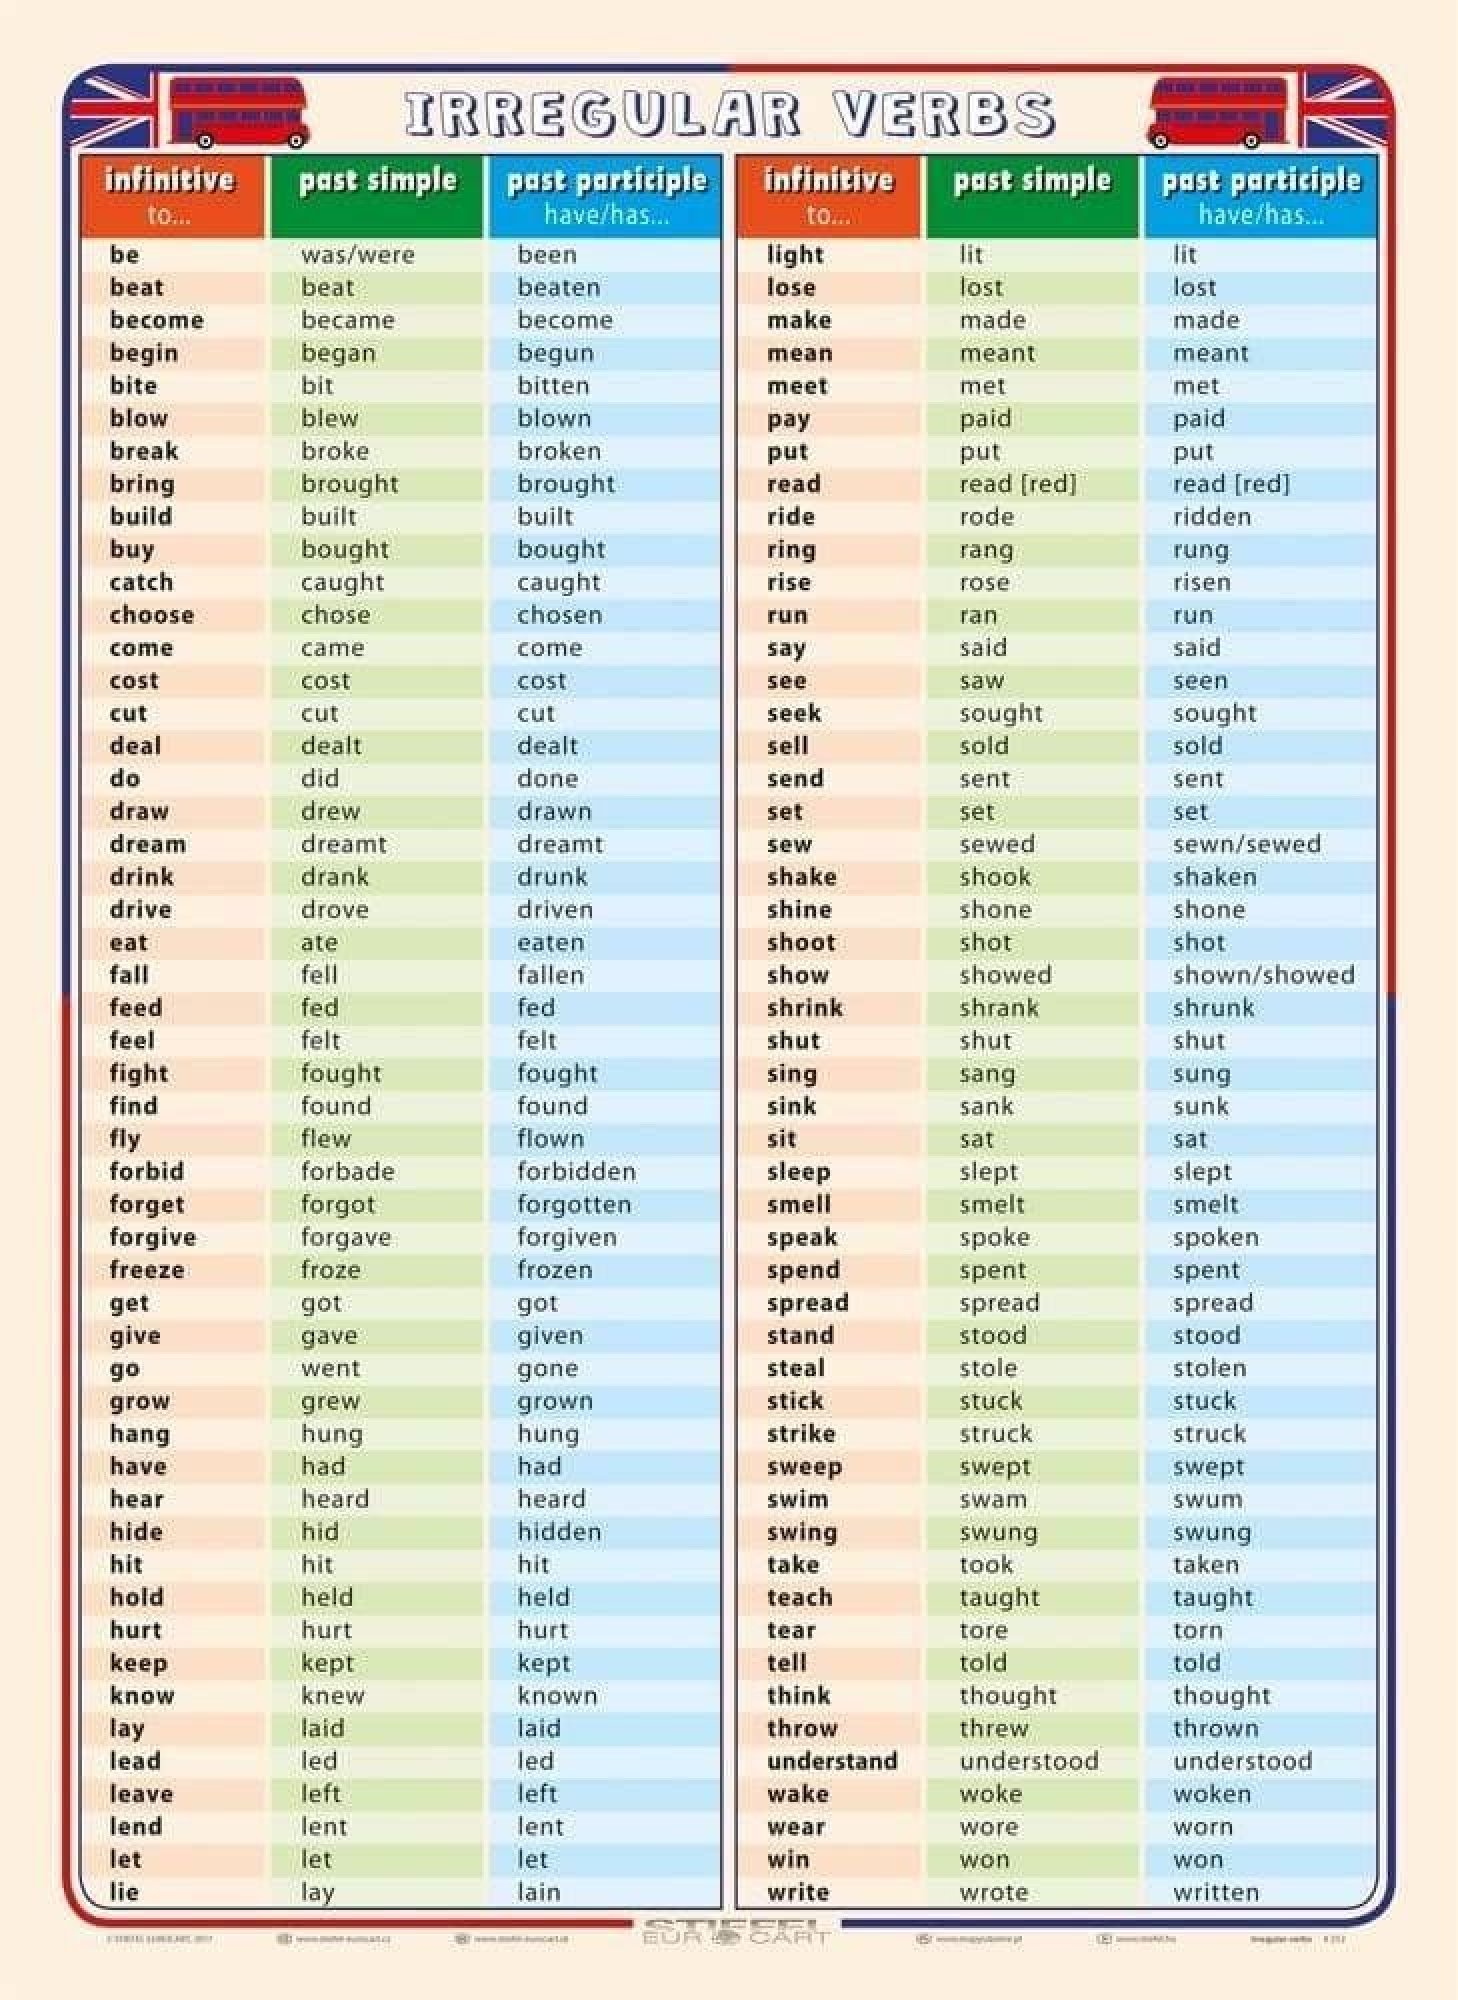 IRREGULAR VERBS
infinitive past simple past participle
to... have/has...
be was/were been
beat beat beaten
become became become
begin began begun
bite bit bitten
blow blew blown
break broke broken
bring brought brought
build built built
buy bought bought
catch caught caught
choose chose chosen
come came come
cost cost cost
cut cut cut
deal dealt dealt
do did done
draw drew drawn
dream dreamt dreamt
drink drank drunk
drive drove driven
eat ate eaten
fall fell fallen
feed fed fed
feel felt felt
fight fought fought
find found found
fly flew flown
forbid forbade forbidden
forget forgot forgotten
forgive forgave forgiven
freeze froze frozen
get got got
give gave given
go went gone
grow grew grown
hang hung hung
have had had
hear heard heard
hide hid hidden
hit hit hit
hold held held
hurt hurt hurt
keep kept kept
know knew known
lay laid laid
lead led led
leave left left
lend lent lent
let let let
lie lay lain
infinitive past simple past participle
to... have/has...
light lit lit
lose lost lost
make made made
mean meant meant
meet met met
pay paid paid
put put put
read read [red] read [red]
ride rode ridden
ring rang rung
rise rose risen
run ran run
say said said
see saw seen
seek sought sought
sell sold sold
send sent sent
set set set
sew sewed sewn/sewed
shake shook shaken
shine shone shone
shoot shot shot
show showed shown/showed
shrink shrank shrunk
shut shut shut
sing sang sung
sink sank sunk
sit sat sat
sleep slept slept
smell smelt smelt
speak spoke spoken
spend spent spent
spread spread spread
stand stood stood
steal stole stolen
stick stuck stuck
strike struck struck
sweep swept swept
swim swam swum
swing swung swung
take took taken
teach taught taught
tear tore torn
tell told told
think thought thought
throw threw thrown
understand understood understood
wake woke woken
wear wore worn
win won won
write wrote written
STIEFEL
EUROCART